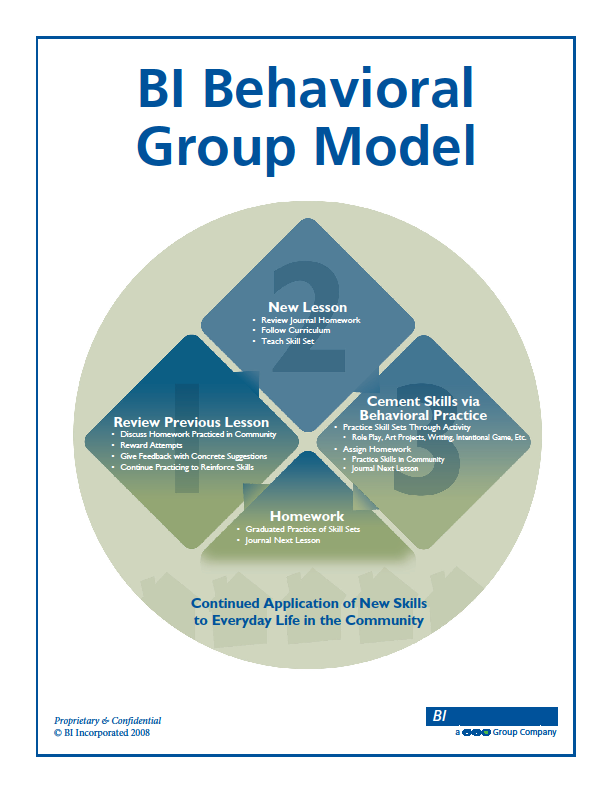 BI Behavioral
Group Model
2
New Lesson
• Review Journal Homework
• Follow Curriculum
• Teach Skill Set
1
Review Previous Lesson
• Discuss Homework Practiced in Community
• Reward Attempts
• Give Feedback with Concrete Suggestions
• Continue Practicing to Reinforce Skills
3
Cement Skills via
Behavioral Practice
• Practice Skill Sets Through Activity
• Role Play, Art Projects, Writing, Intentional Game, Etc.
• Assign Homework
• Practice Skills in Community
• Journal Next Lesson
Homework
• Graduated Practice of Skill Sets
• Journal Next Lesson
Continued Application of New Skills
to Everyday Life in the Community
Proprietary & Confidential
© BI Incorporated 2008
BI
a Group Company